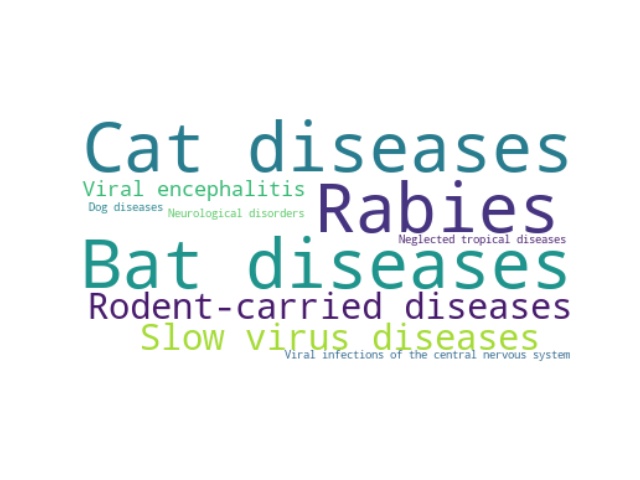 Cat diseases
Viral encephalitis
Rabies
Dog diseases
Neurological disorders
Neglected tropical diseases
Bat diseases
Rodent-carried diseases
Slow virus diseases
Viral infections of the central nervous system